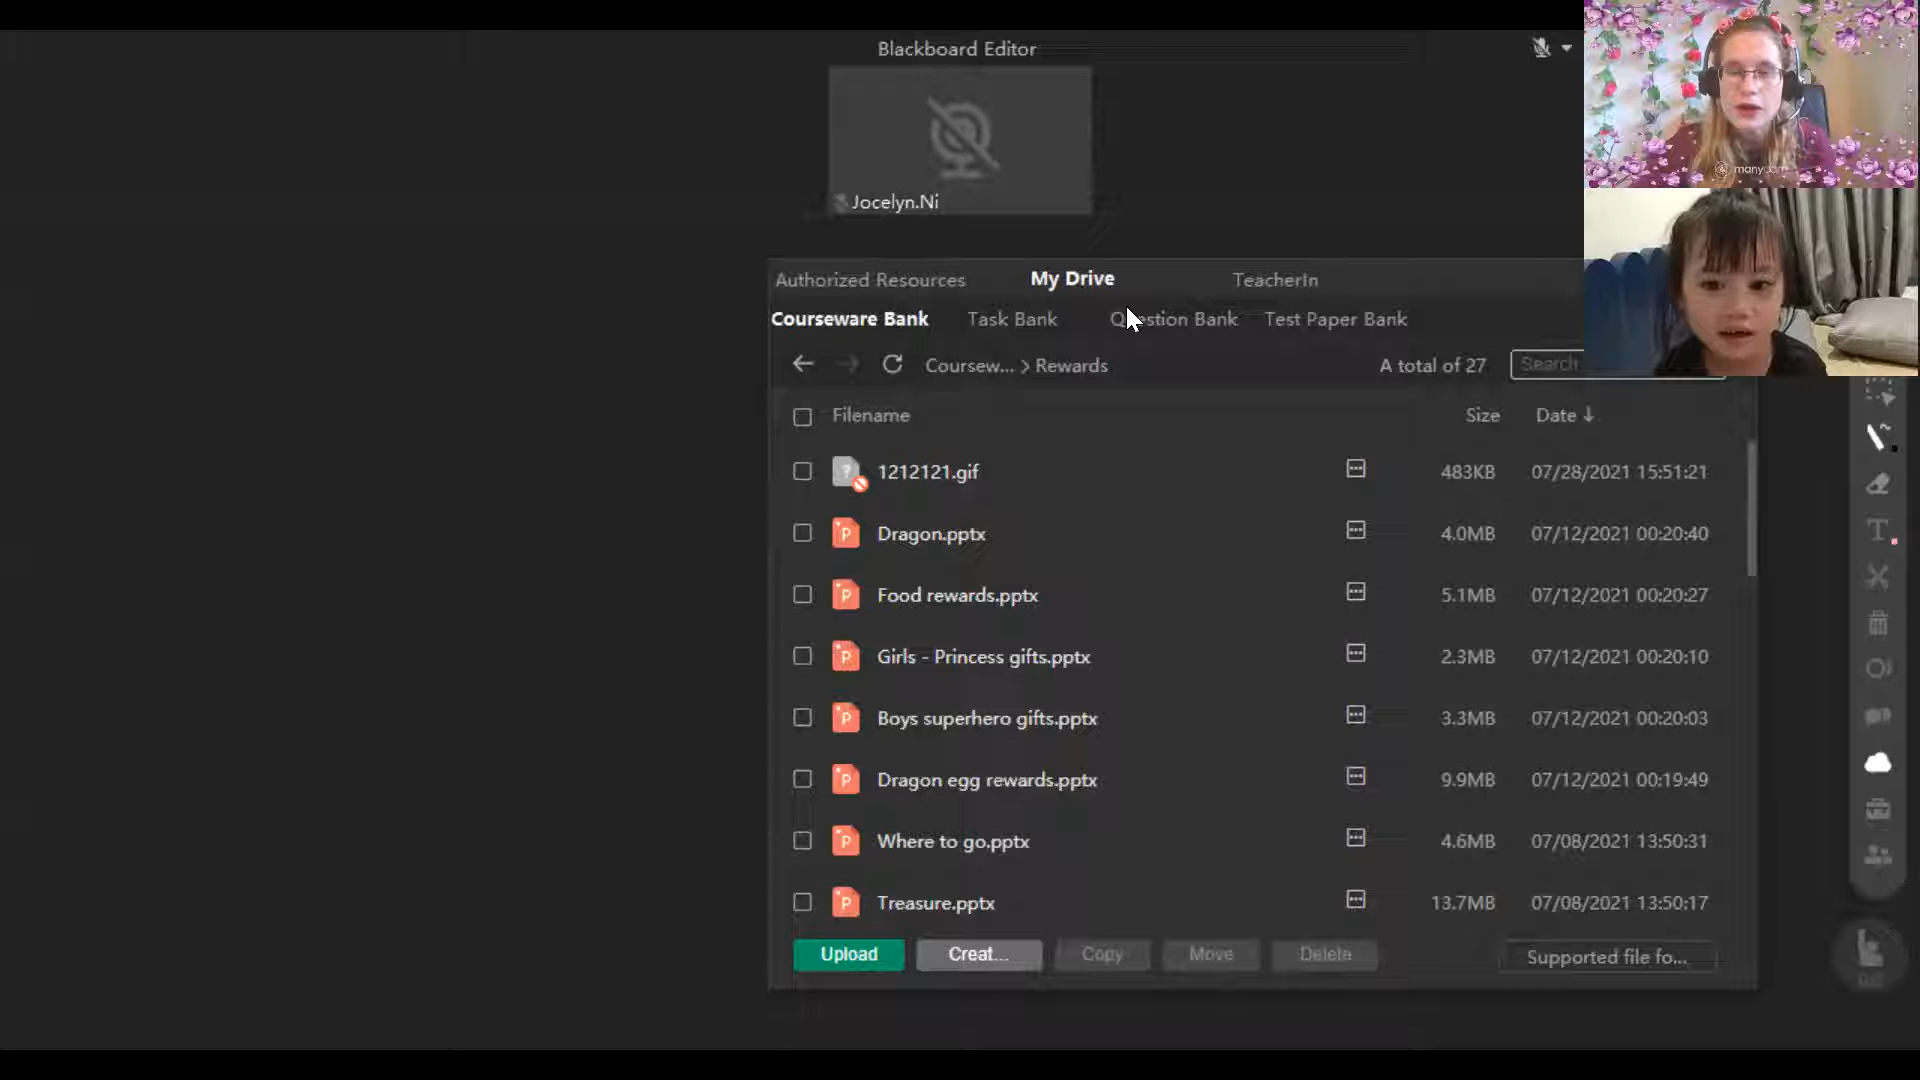 Blackboard Editor
manycam
Jocelyn.Ni
Authorized Resources My Drive TeacherIn
Courseware Bank Task Bank Question Bank Test Paper Bank
Coursew... > Rewards A total of 27 Search
Filename Size Date ↓
1212121.gif 483KB 07/28/2021 15:51:21
Dragon.pptx 4.0MB 07/12/2021 00:20:40
Food rewards.pptx 5.1MB 07/12/2021 00:20:27
Girls - Princess gifts.pptx 2.3MB 07/12/2021 00:20:10
Boys superhero gifts.pptx 3.3MB 07/12/2021 00:20:03
Dragon egg rewards.pptx 9.9MB 07/12/2021 00:19:49
Where to go.pptx 4.6MB 07/08/2021 13:50:31
Treasure.pptx 13.7MB 07/08/2021 13:50:17
Upload Creat... Copy Move Delete Supported file fo...